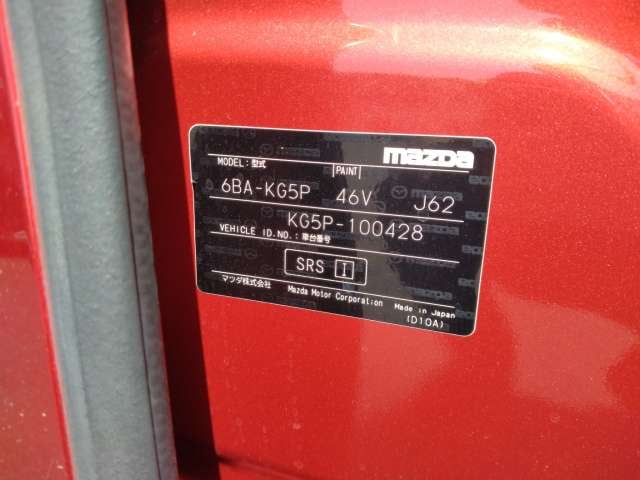 mazda
MODEL: 型式 PAINT
6BA-KG5P 46V J62
KG5P-100428
VEHICLE ID.NO.: 車台番号
SRS I
マツダ株式会社 Mazda Motor Corporation Made in Japan
(D10A)